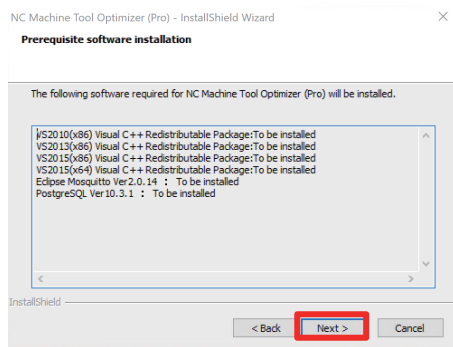 NC Machine Tool Optimizer (Pro) - InstallShield Wizard
Prerequisite software installation
The following software required for NC Machine Tool Optimizer (Pro) will be installed.
VS2010(x86) Visual C++ Redistributable Package:To be installed
VS2013(x86) Visual C++ Redistributable Package:To be installed
VS2015(x86) Visual C++ Redistributable Package:To be installed
VS2015(x64) Visual C++ Redistributable Package:To be installed
Eclipse Mosquitto Ver2.0.14 : To be installed
PostgreSQL Ver10.3.1 : To be installed
InstallShield
< Back Next > Cancel